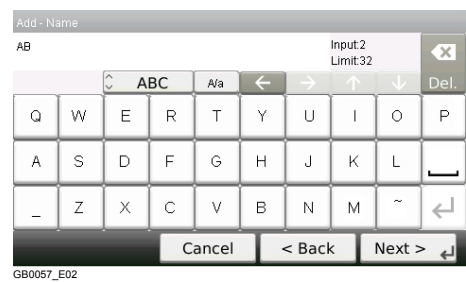 Add - Name
AB
Input:2
Limit:32
ABC A/a ← → ↑ ↓ Del.
Q W E R T Y U I O P
A S D F G H J K L
_ Z X C V B N M ~
Cancel < Back Next >
GB0057_E02